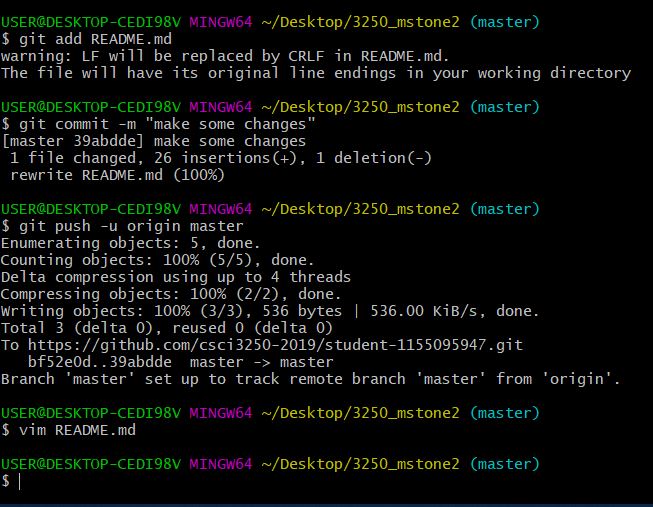 USER@DESKTOP-CEDI98V MINGW64 ~/Desktop/3250_mstone2 (master)
$ git add README.md
warning: LF will be replaced by CRLF in README.md.
The file will have its original line endings in your working directory
USER@DESKTOP-CEDI98V MINGW64 ~/Desktop/3250_mstone2 (master)
$ git commit -m "make some changes"
[master 39abdde] make some changes
 1 file changed, 26 insertions(+), 1 deletion(-)
 rewrite README.md (100%)
USER@DESKTOP-CEDI98V MINGW64 ~/Desktop/3250_mstone2 (master)
$ git push -u origin master
Enumerating objects: 5, done.
Counting objects: 100% (5/5), done.
Delta compression using up to 4 threads
Compressing objects: 100% (2/2), done.
Writing objects: 100% (3/3), 536 bytes | 536.00 KiB/s, done.
Total 3 (delta 0), reused 0 (delta 0)
To https://github.com/csci3250-2019/student-1155095947.git
   bf52e0d..39abdde  master -> master
Branch 'master' set up to track remote branch 'master' from 'origin'.
USER@DESKTOP-CEDI98V MINGW64 ~/Desktop/3250_mstone2 (master)
$ vim README.md
USER@DESKTOP-CEDI98V MINGW64 ~/Desktop/3250_mstone2 (master)
$